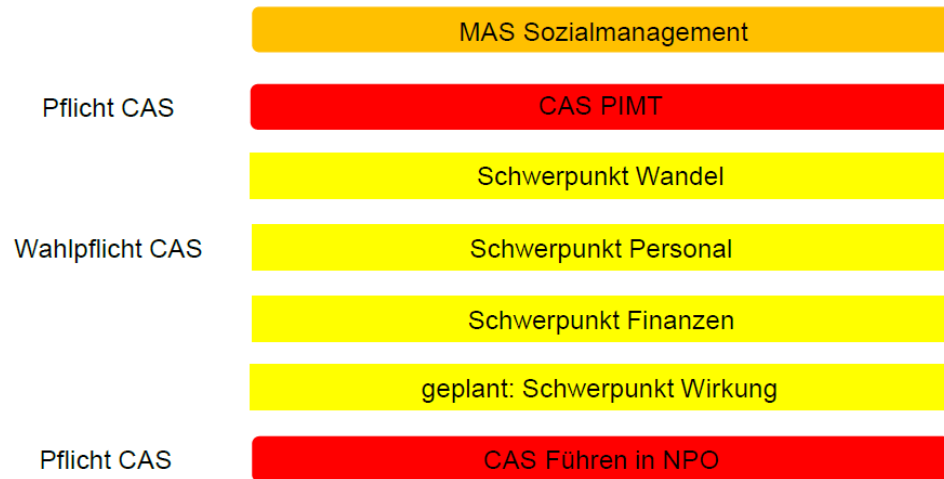 MAS Sozialmanagement
Pflicht CAS
CAS PIMT
Schwerpunkt Wandel
Wahlpflicht CAS
Schwerpunkt Personal
Schwerpunkt Finanzen
geplant: Schwerpunkt Wirkung
Pflicht CAS
CAS Führen in NPO